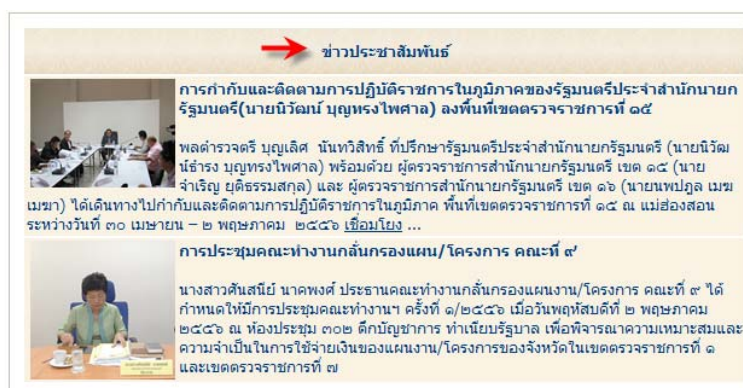 ข่าวประชาสัมพันธ์
การกำกับและติดตามการปฏิบัติราชการในภูมิภาคของรัฐมนตรีประจำสำนักนายก
รัฐมนตรี(นายนิวัฒน์ บุญทรงไพศาล) ลงพื้นที่เขตตรวจราชการที่ ๑๕
พลตำรวจตรี บุญเลิศ นันทวิสิทธิ์ ที่ปรึกษารัฐมนตรีประจำสำนักนายกรัฐมนตรี (นายนิวัฒ
น์ธำรง บุญทรงไพศาล) พร้อมด้วย ผู้ตรวจราชการสำนักนายกรัฐมนตรี เขต ๑๕ (นาย
จำเริญ ยุติธรรมสกุล) และ ผู้ตรวจราชการสำนักนายกรัฐมนตรี เขต ๑๖ (นายนพปฎล เมฆ
เมฆา) ได้เดินทางไปกำกับและติดตามการปฏิบัติราชการในภูมิภาค พื้นที่เขตตรวจราชการที่ ๑๕ ณ แม่ฮ่องสอน
ระหว่างวันที่ ๓๐ เมษายน – ๒ พฤษภาคม ๒๕๕๖ เชื่อมโยง ...
การประชุมคณะทำงานกลั่นกรองแผน/โครงการ คณะที่ ๙
นางสาวศันสนีย์ นาคพงศ์ ประธานคณะทำงานกลั่นกรองแผนงาน/โครงการ คณะที่ ๙ ได้
กำหนดให้มีการประชุมคณะทำงานฯ ครั้งที่ ๑/๒๕๕๖ เมื่อวันพฤหัสบดีที่ ๒ พฤษภาคม
๒๕๕๖ ณ ห้องประชุม ๓๐๒ ตึกบัญชาการ ทำเนียบรัฐบาล เพื่อพิจารณาความเหมาะสมและ
ความจำเป็นในการใช้จ่ายเงินของแผนงาน/โครงการของจังหวัดในเขตตรวจราชการที่ ๑
และเขตตรวจราชการที่ ๗